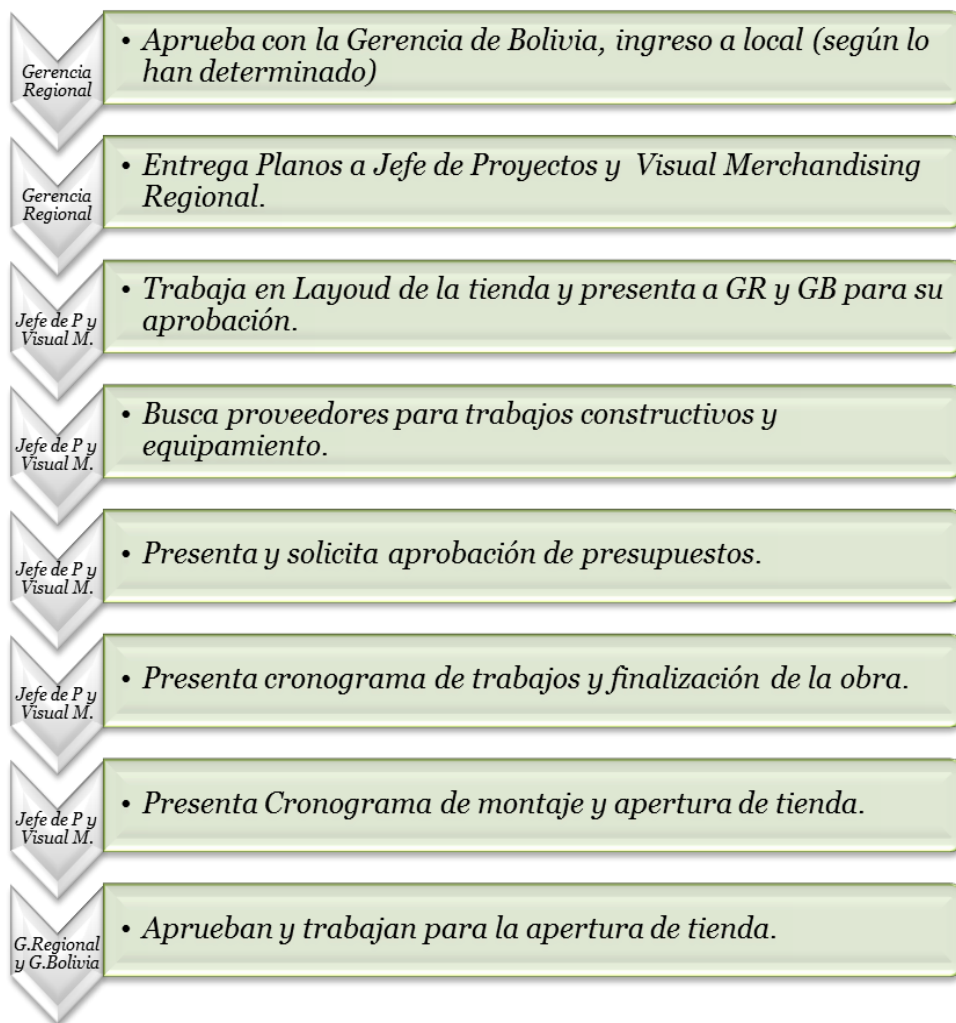 Gerencia
Regional
• Aprueba con la Gerencia de Bolivia, ingreso a local (según lo
han determinado)
Gerencia
Regional
• Entrega Planos a Jefe de Proyectos y Visual Merchandising
Regional.
Jefe de P y
Visual M.
• Trabaja en Layoud de la tienda y presenta a GR y GB para su
aprobación.
Jefe de P y
Visual M.
• Busca proveedores para trabajos constructivos y
equipamiento.
Jefe de P y
Visual M.
• Presenta y solicita aprobación de presupuestos.
Jefe de P y
Visual M.
• Presenta cronograma de trabajos y finalización de la obra.
Jefe de P y
Visual M.
• Presenta Cronograma de montaje y apertura de tienda.
G.Regional
y G.Bolivia
• Aprueban y trabajan para la apertura de tienda.